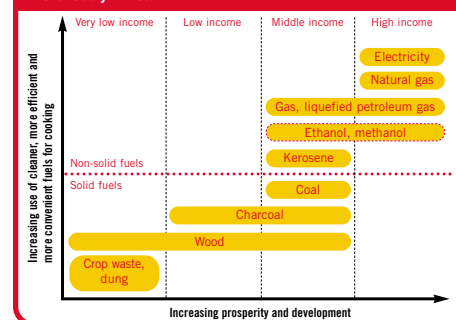 Very low income
Low income
Middle income
High income
Electricity
Natural gas
Gas, liquefied petroleum gas
Ethanol, methanol
Kerosene
Non-solid fuels
Solid fuels
Coal
Charcoal
Wood
Crop waste,
dung
Increasing use of cleaner, more efficient and
more convenient fuels for cooking
Increasing prosperity and development